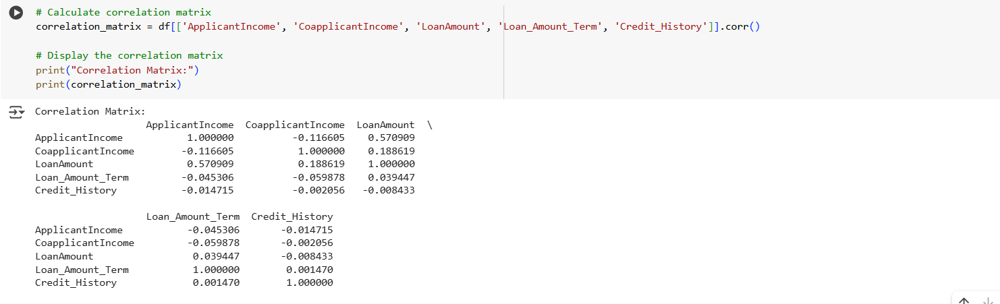 # Calculate correlation matrix
correlation_matrix = df[['ApplicantIncome', 'CoapplicantIncome', 'LoanAmount', 'Loan_Amount_Term', 'Credit_History']].corr()
# Display the correlation matrix
print("Correlation Matrix:")
print(correlation_matrix)
Correlation Matrix:
ApplicantIncome CoapplicantIncome LoanAmount \
ApplicantIncome 1.000000 -0.116605 0.570909
CoapplicantIncome -0.116605 1.000000 0.188619
LoanAmount 0.570909 0.188619 1.000000
Loan_Amount_Term -0.045306 -0.059878 0.039447
Credit_History -0.014715 -0.002056 -0.008433
Loan_Amount_Term Credit_History
ApplicantIncome -0.045306 -0.014715
CoapplicantIncome -0.059878 -0.002056
LoanAmount 0.039447 -0.008433
Loan_Amount_Term 1.000000 0.001470
Credit_History 0.001470 1.000000